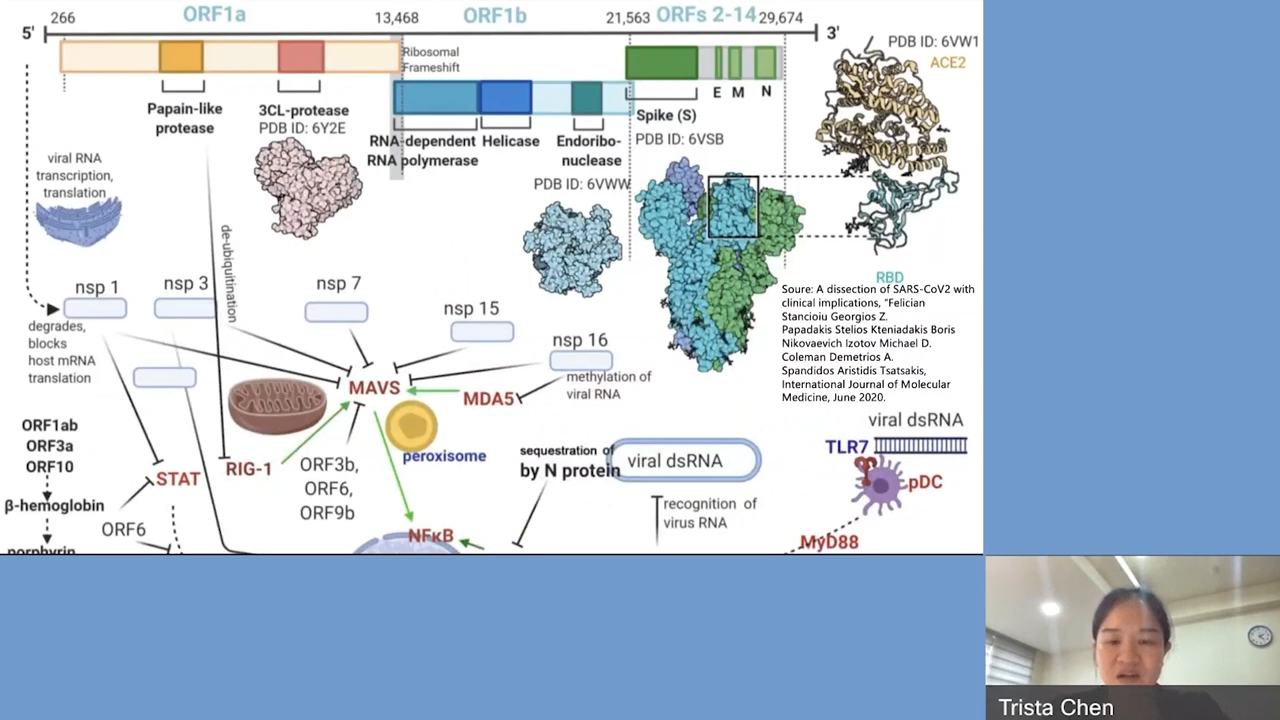 266
ORF1a
13,468
ORF1b
21,563
ORFs 2-14
29,674
5'
3'
Ribosomal
Frameshift
PDB ID: 6VW1
ACE2
Papain-like
protease
3CL-protease
PDB ID: 6Y2E
RNA-dependent
RNA polymerase
Helicase
Endoribo-
nuclease
PDB ID: 6VWW
Spike (S)
PDB ID: 6VSB
E
M
N
viral RNA
transcription,
translation
de-ubiquitination
RBD
Soure: A dissection of SARS-CoV2 with
clinical implications, "Felician
Stancioiu Georgios Z.
Papadakis Stelios Kteniadakis Boris
Nikovaevich Izotov Michael D.
Coleman Demetrios A.
Spandidos Aristidis Tsatsakis,
International Journal of Molecular
Medicine, June 2020.
nsp 1
nsp 3
nsp 7
nsp 15
nsp 16
degrades,
blocks
host mRNA
translation
methylation of
viral RNA
MAVS
MDA5
peroxisome
ORF1ab
ORF3a
ORF10
β-hemoglobin
porphyrin
STAT
ORF6
RIG-1
ORF3b,
ORF6,
ORF9b
NFκB
sequestration of
by N protein
viral dsRNA
recognition of
virus RNA
viral dsRNA
TLR7
pDC
MyD88
Trista Chen